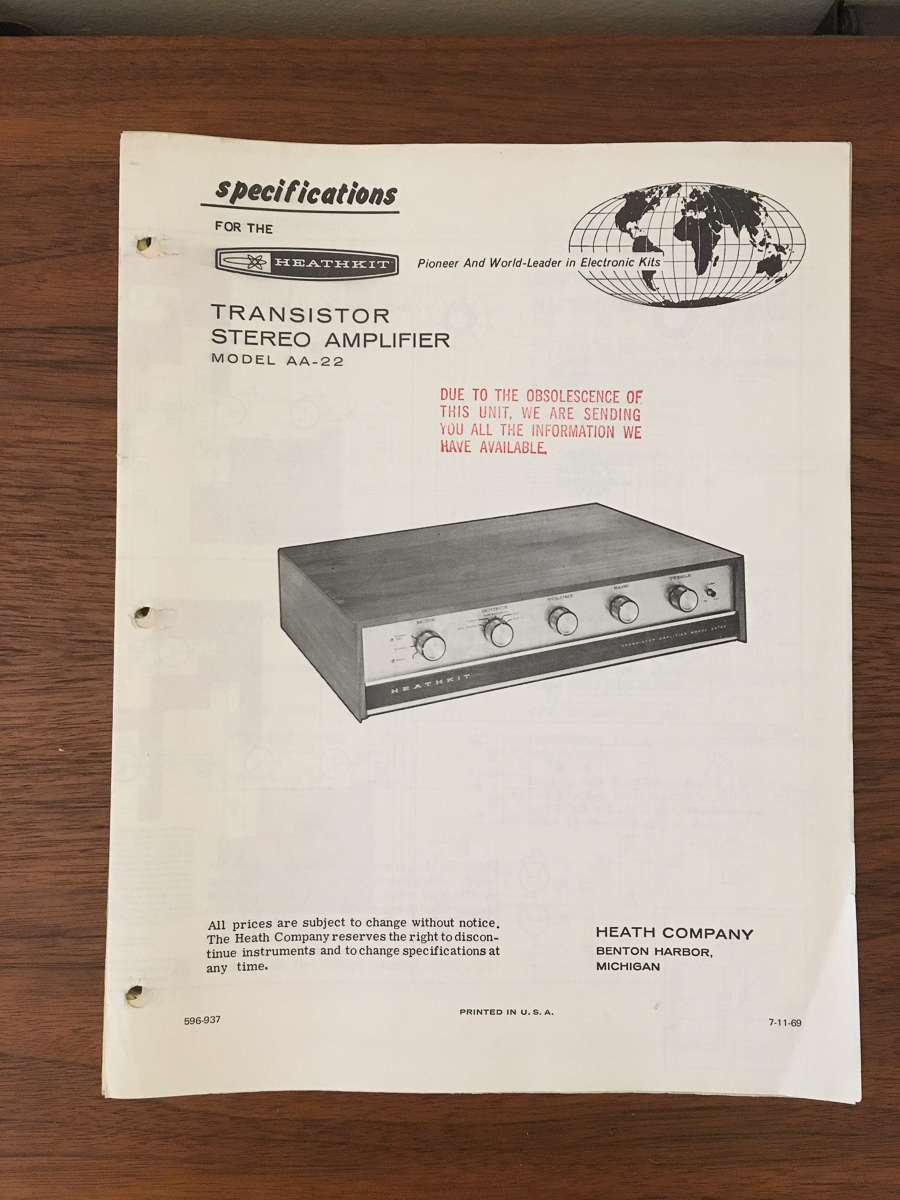 specifications
FOR THE
HEATHKIT
Pioneer And World-Leader in Electronic Kits
TRANSISTOR
STEREO AMPLIFIER
MODEL AA-22
DUE TO THE OBSOLESCENCE OF
THIS UNIT, WE ARE SENDING
YOU ALL THE INFORMATION WE
HAVE AVAILABLE.
MODE
VOLUME
BASS
TREBLE
HEATHKIT
TRANSISTOR AMPLIFIER MODEL
All prices are subject to change without notice.
The Heath Company reserves the right to discon-
tinue instruments and to change specifications at
any time.
HEATH COMPANY
BENTON HARBOR,
MICHIGAN
596-937
PRINTED IN U. S. A.
7-11-69